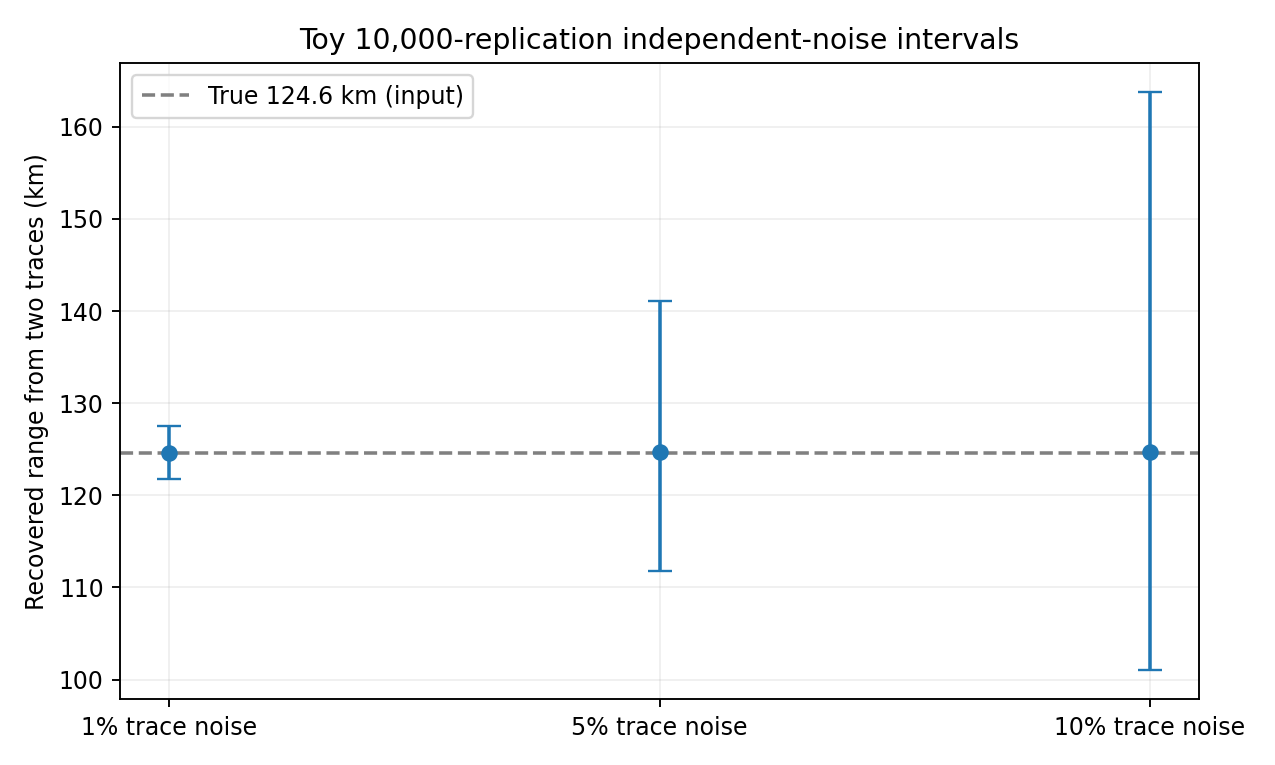 Toy 10,000-replication independent-noise intervals
True 124.6 km (input)
Recovered range from two traces (km)
160
150
140
130
120
110
100
1% trace noise
5% trace noise
10% trace noise